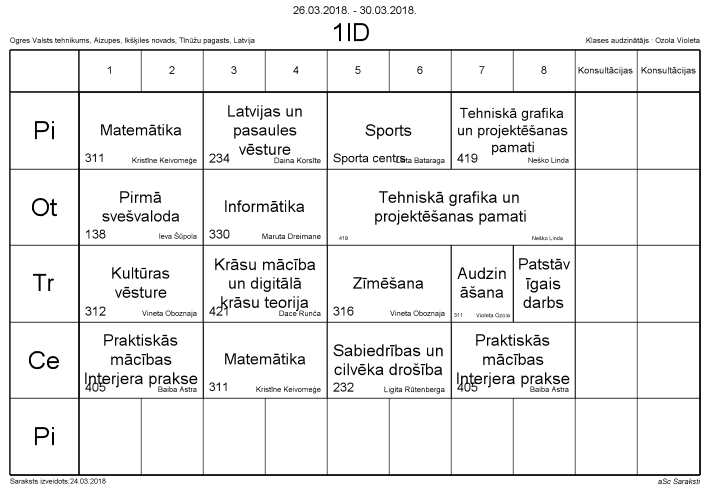 26.03.2018. - 30.03.2018.
Ogres Valsts tehnikums, Aizupes, Ikšķiles novads, Tīnūžu pagasts, Latvija
1ID
Klases audzinātājs : Ozola Violeta
1 2 3 4 5 6 7 8 Konsultācijas Konsultācijas
Pi
Matemātika
311 Kristīne Keivomeģe
Latvijas un
pasaules
vēsture
234 Daina Korsīte
Sports
Sporta centrs
Bataraga
Tehniskā grafika
un projektēšanas
pamati
419 Neško Linda
Ot
Pirmā
svešvaloda
138 Ieva Šūpola
Informātika
330 Maruta Dreimane
Tehniskā grafika un
projektēšanas pamati
419 Neško Linda
Tr
Kultūras
vēsture
312 Vineta Oboznaja
Krāsu mācība
un digitālā
krāsu teorija
421 Dace Runča
Zīmēšana
316 Vineta Oboznaja
Audzin
āšana
311 Violeta Ozola
Patstāv
īgais
darbs
Ce
Praktiskās
mācības
Interjera prakse
405 Baiba Astra
Matemātika
311 Kristīne Keivomeģe
Sabiedrības un
cilvēka drošība
232 Ligita Rūtenberga
Praktiskās
mācības
Interjera prakse
405 Baiba Astra
Pi
Saraksts izveidots:24.03.2018
aSc Saraksti